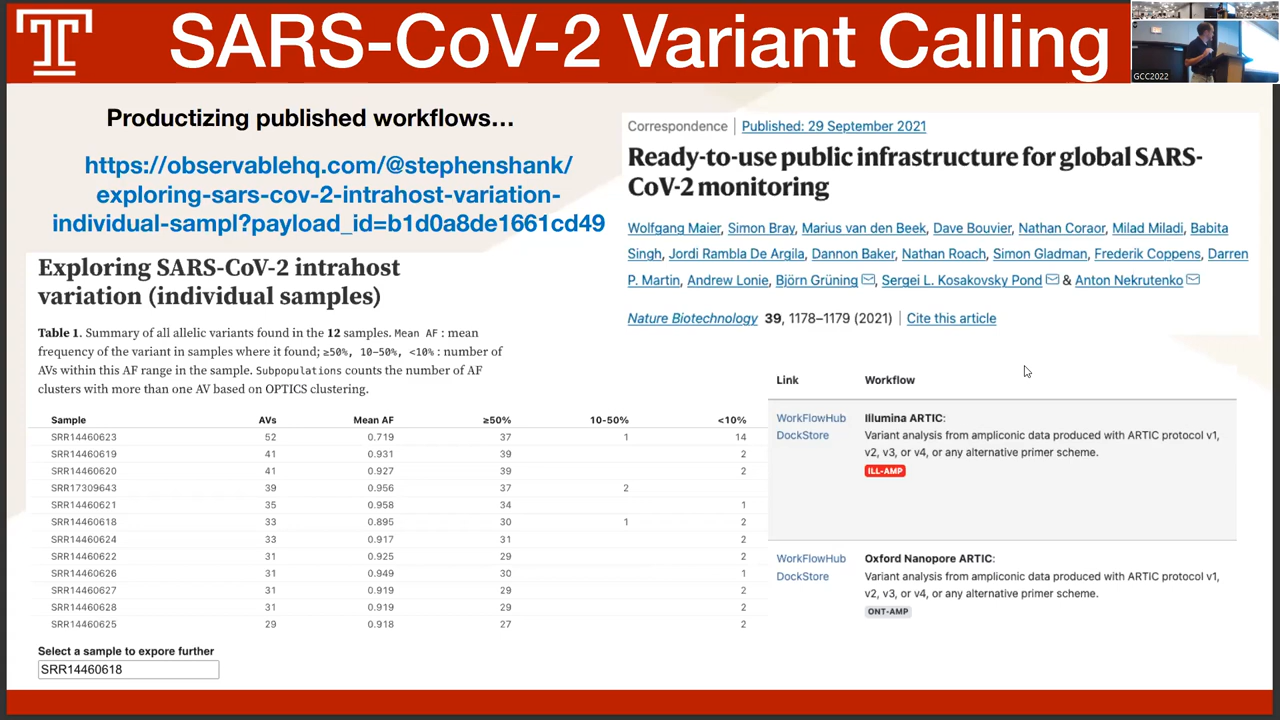 SARS-CoV-2 Variant Calling
GCC2022
Productizing published workflows…
https://observablehq.com/@stephenshank/
exploring-sars-cov-2-intrahost-variation-
individual-sampl?payload_id=b1d0a8de1661cd49
Exploring SARS-CoV-2 intrahost
variation (individual samples)
Table 1. Summary of all allelic variants found in the 12 samples. Mean AF : mean
frequency of the variant in samples where it found; ≥50%, 10-50%, <10% : number of
AVs within this AF range in the sample. Subpopulations counts the number of AF
clusters with more than one AV based on OPTICS clustering.
Sample AVs Mean AF ≥50% 10-50% <10%
SRR14460623 52 0.719 37 1 14
SRR14460619 41 0.931 39 2
SRR14460620 41 0.927 39 2
SRR17309643 39 0.956 37 2
SRR14460621 35 0.958 34 1
SRR14460618 33 0.895 30 1 2
SRR14460624 33 0.917 31 2
SRR14460622 31 0.925 29 2
SRR14460626 31 0.949 30 1
SRR14460627 31 0.919 29 2
SRR14460628 31 0.919 29 2
SRR14460625 29 0.918 27 2
Select a sample to expore further
SRR14460618
Correspondence | Published: 29 September 2021
Ready-to-use public infrastructure for global SARS-
CoV-2 monitoring
Wolfgang Maier, Simon Bray, Marius van den Beek, Dave Bouvier, Nathan Coraor, Milad Miladi, Babita
Singh, Jordi Rambla De Argila, Dannon Baker, Nathan Roach, Simon Gladman, Frederik Coppens, Darren
P. Martin, Andrew Lonie, Björn Grüning, Sergei L. Kosakovsky Pond & Anton Nekrutenko
Nature Biotechnology 39, 1178–1179 (2021) | Cite this article
Link Workflow
WorkFlowHub Illumina ARTIC:
DockStore Variant analysis from ampliconic data produced with ARTIC protocol v1,
v2, v3, or v4, or any alternative primer scheme.
ILL-AMP
WorkFlowHub Oxford Nanopore ARTIC:
DockStore Variant analysis from ampliconic data produced with ARTIC protocol v1,
v2, v3, or v4, or any alternative primer scheme.
ONT-AMP